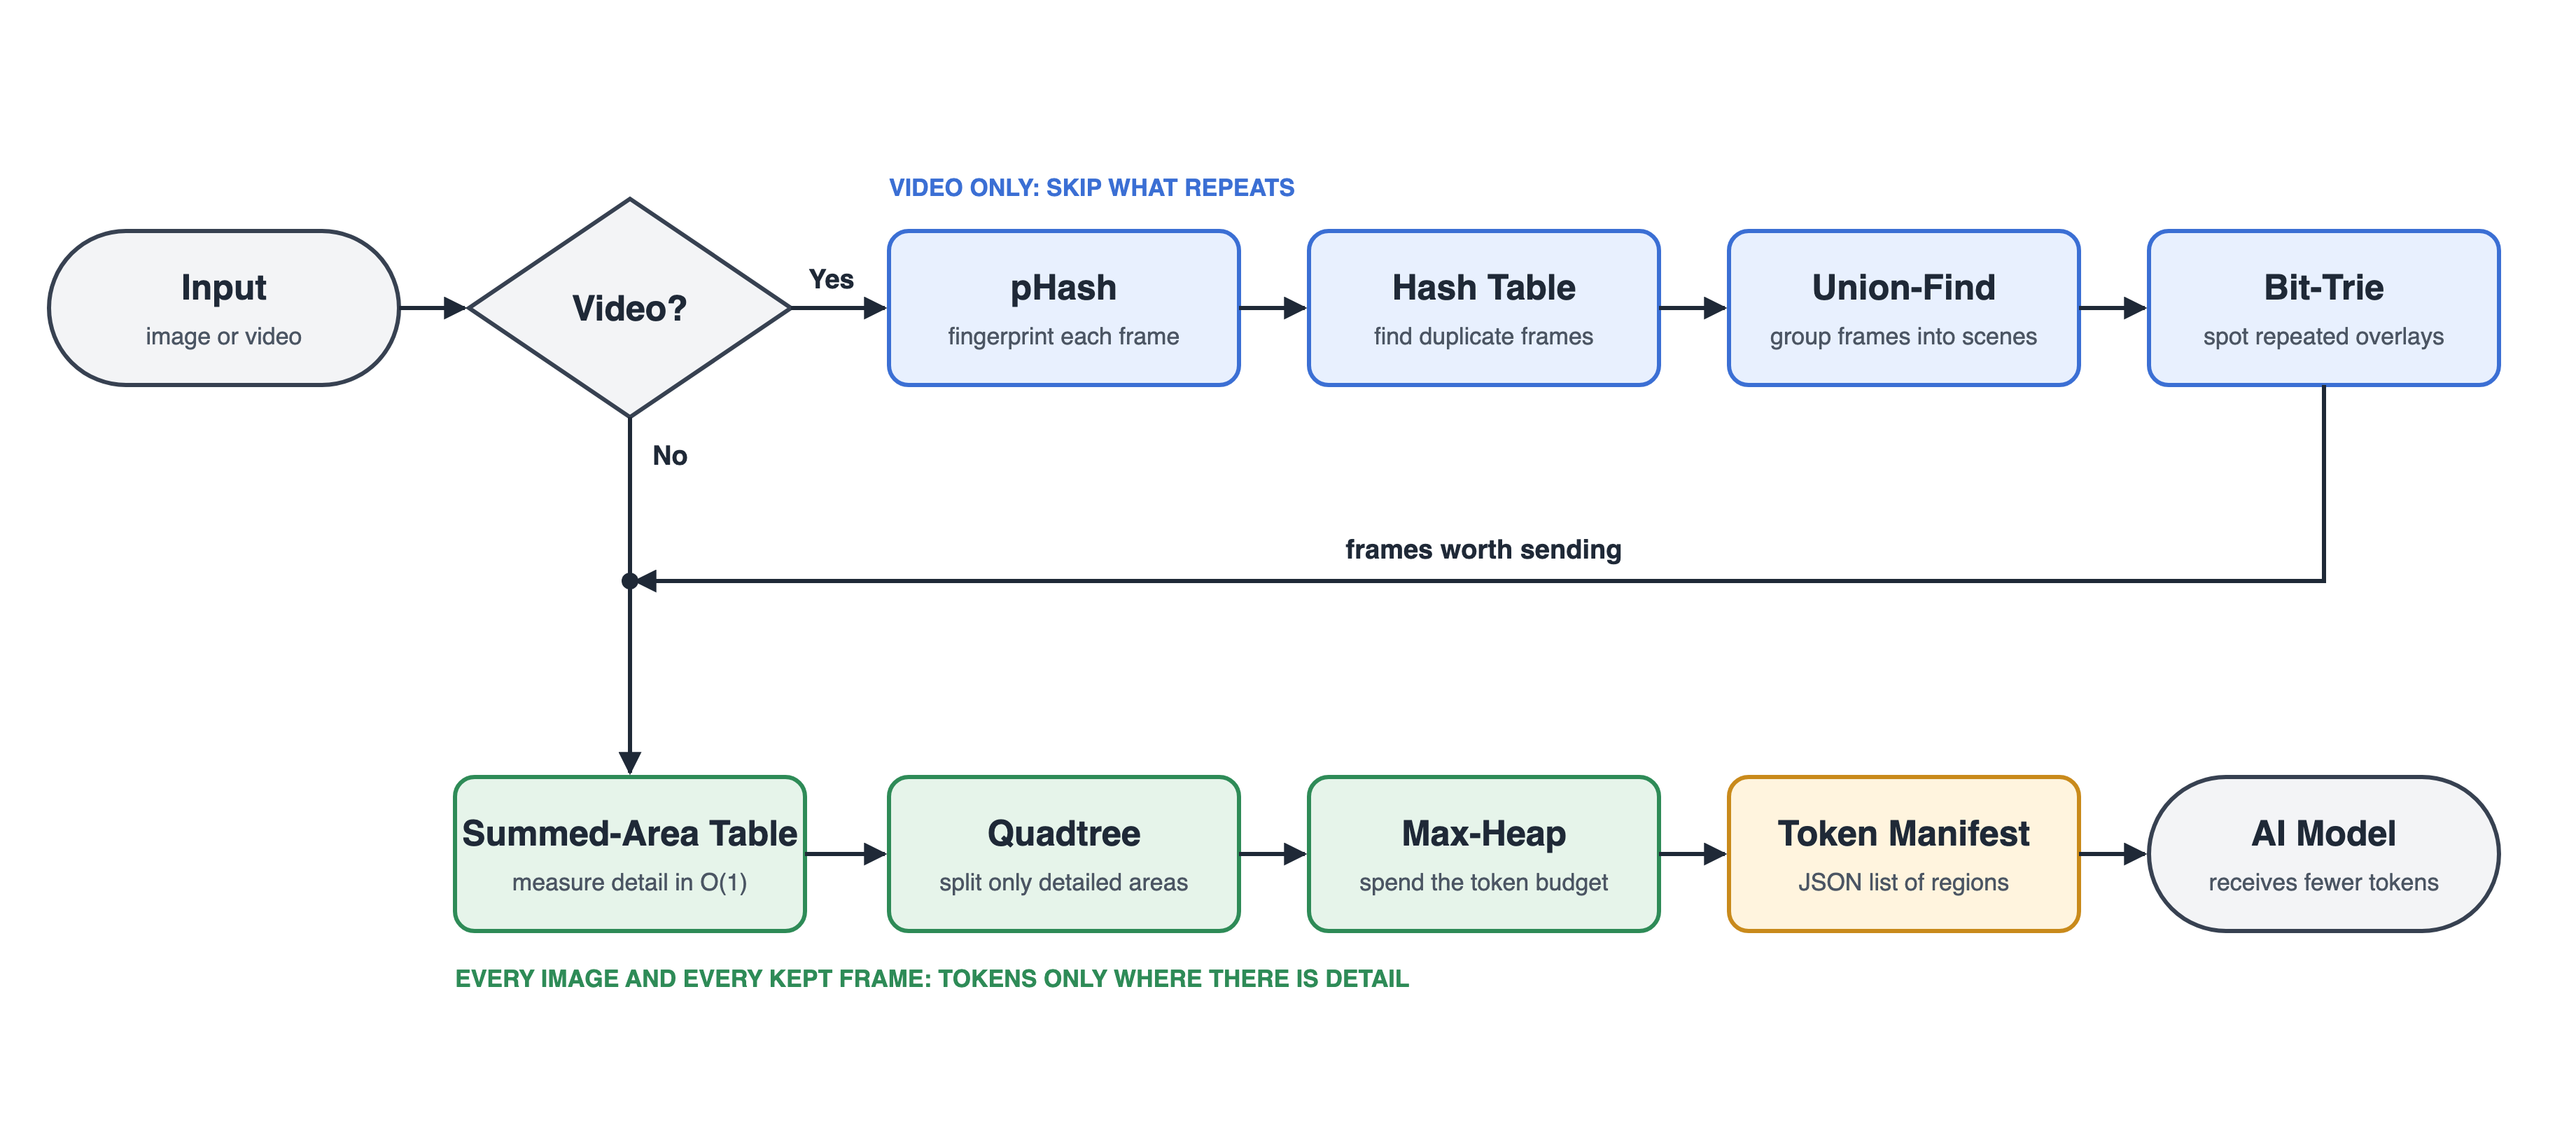 VIDEO ONLY: SKIP WHAT REPEATS
Input
image or video
Video?
Yes
pHash
fingerprint each frame
Hash Table
find duplicate frames
Union-Find
group frames into scenes
Bit-Trie
spot repeated overlays
No
frames worth sending
Summed-Area Table
measure detail in O(1)
Quadtree
split only detailed areas
Max-Heap
spend the token budget
Token Manifest
JSON list of regions
AI Model
receives fewer tokens
EVERY IMAGE AND EVERY KEPT FRAME: TOKENS ONLY WHERE THERE IS DETAIL